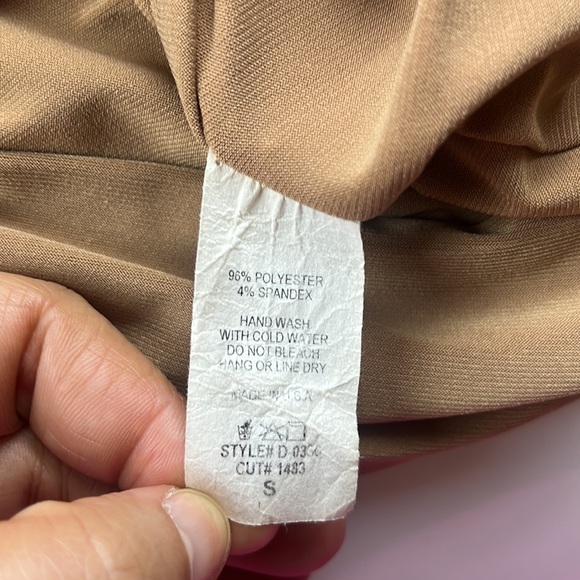 96% POLYESTER
4% SPANDEX
HAND WASH
WITH COLD WATER
DO NOT BLEACH
HANG OR LINE DRY
MADE IN U.S.A
STYLE# D
CUT# 1483
S